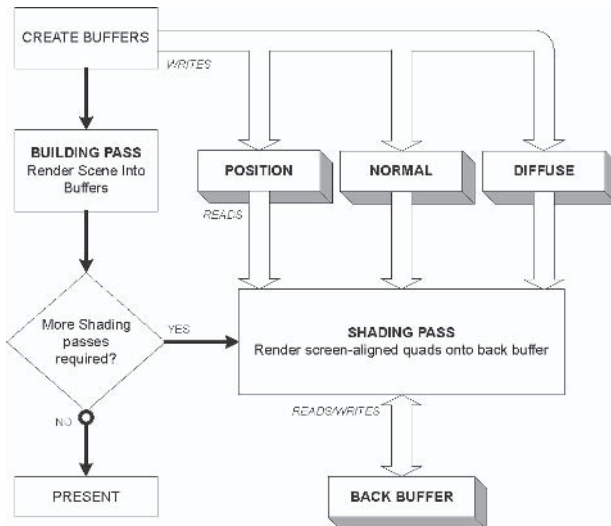 CREATE BUFFERS
WRITES
BUILDING PASS
Render Scene Into
Buffers
POSITION
NORMAL
DIFFUSE
READS
More Shading
passes
required?
YES
SHADING PASS
Render screen-aligned quads onto back buffer
NO
READS/WRITES
PRESENT
BACK BUFFER